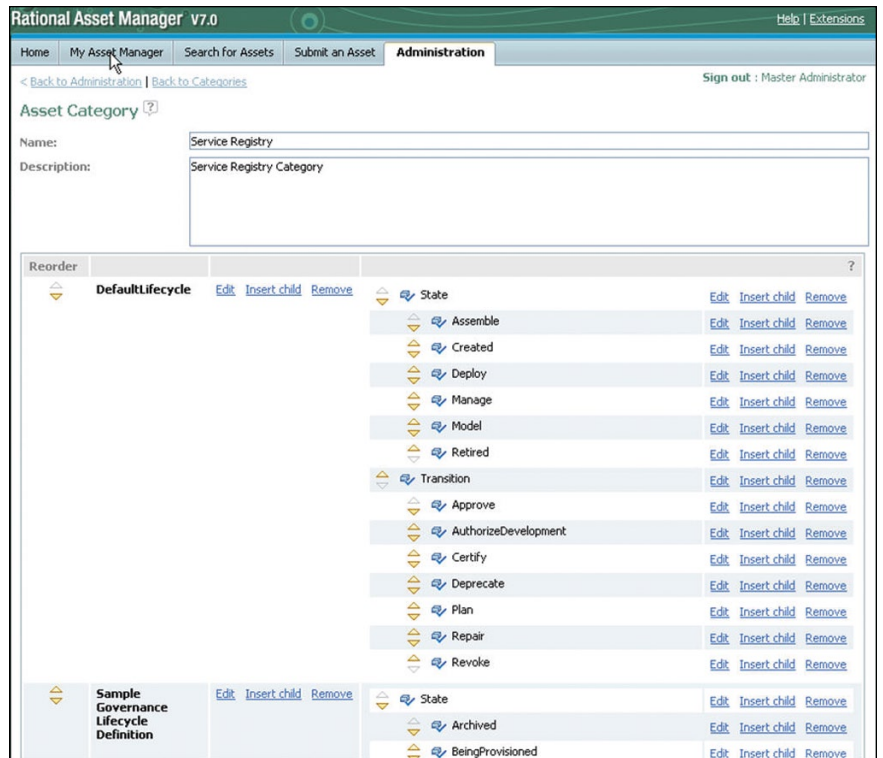 Rational Asset Manager V7.0
Help | Extensions
Home My Asset Manager Search for Assets Submit an Asset Administration
< Back to Administration | Back to Categories
Sign out : Master Administrator
Asset Category ?
Name: Service Registry
Description: Service Registry Category
Reorder ?
DefaultLifecycle Edit Insert child Remove State Edit Insert child Remove
Assemble Edit Insert child Remove
Created Edit Insert child Remove
Deploy Edit Insert child Remove
Manage Edit Insert child Remove
Model Edit Insert child Remove
Retired Edit Insert child Remove
Transition Edit Insert child Remove
Approve Edit Insert child Remove
AuthorizeDevelopment Edit Insert child Remove
Certify Edit Insert child Remove
Deprecate Edit Insert child Remove
Plan Edit Insert child Remove
Repair Edit Insert child Remove
Revoke Edit Insert child Remove
Sample Edit Insert child Remove State Edit Insert child Remove
Governance
Lifecycle Archived Edit Insert child Remove
Definition
BeingProvisioned Edit Insert child Remove